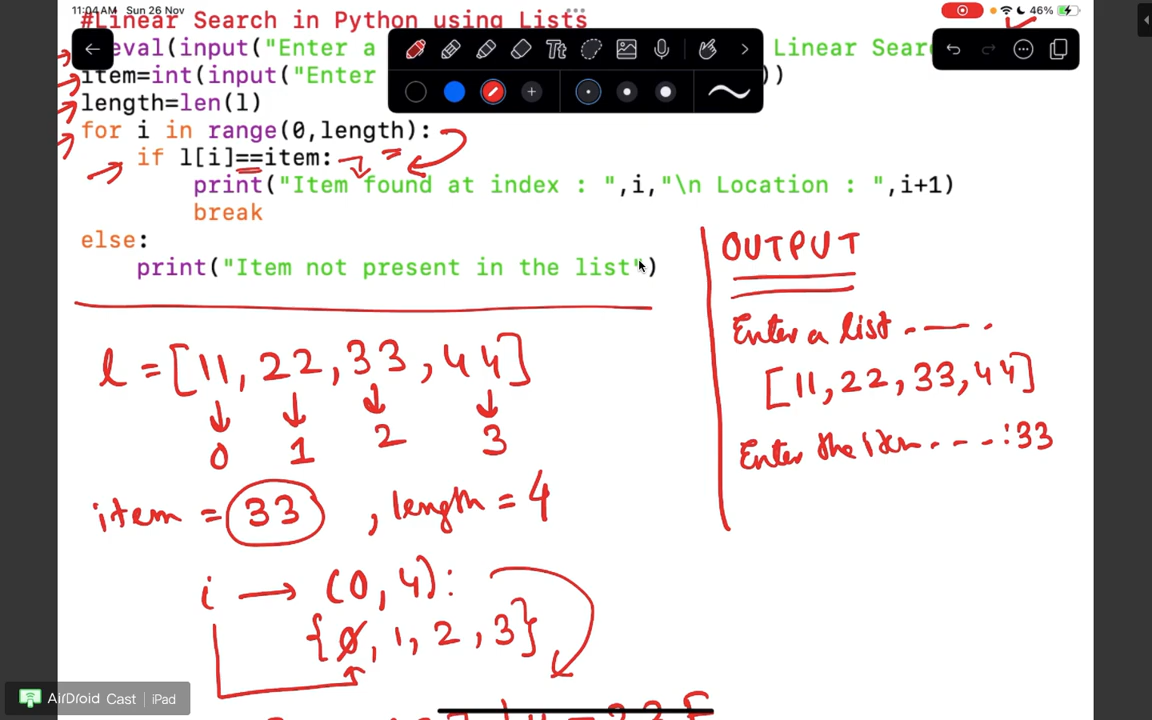 11:04 AM Sun 26 Nov
46%
#Linear Search in Python using Lists
eval(input("Enter a
Linear Sear
item=int(input("Enter
))
length=len(l)
for i in range(0,length):
if l[i]==item:
print("Item found at index : ",i,"\n Location : ",i+1)
break
else:
print("Item not present in the list")
Tt
OUTPUT
Enter a list
[11,22,33,44]
Enter the item - - - : 33
l = [11, 22, 33, 44]
0 1 2 3
item = 33 , length = 4
i → (0, 4):
{0, 1, 2, 3}
AirDroid Cast | iPad